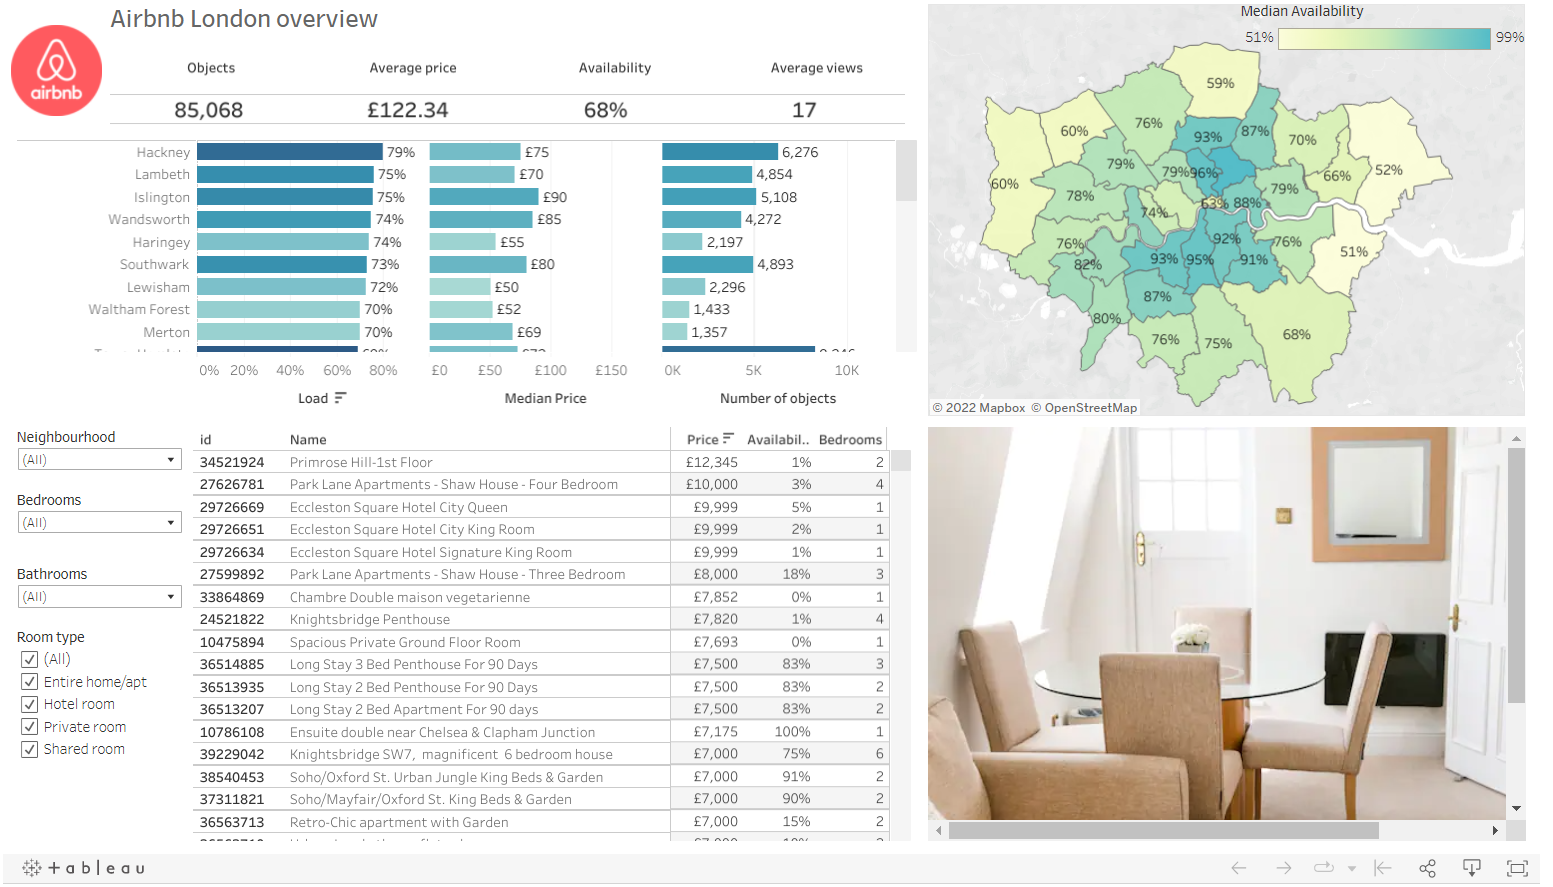 Airbnb London overview
airbnb
Objects Average price Availability Average views
85,068 £122.34 68% 17
Hackney 79% £75 6,276
Lambeth 75% £70 4,854
Islington 75% £90 5,108
Wandsworth 74% £85 4,272
Haringey 74% £55 2,197
Southwark 73% £80 4,893
Lewisham 72% £50 2,296
Waltham Forest 70% £52 1,433
Merton 70% £69 1,357
0% 20% 40% 60% 80% £0 £50 £100 £150 0K 5K 10K
Load Median Price Number of objects
Median Availability
51% 99%
59%
60% 76% 93% 87% 70%
60% 79% 79% 96% 66% 52%
78% 79%
74% 63% 88%
76% 92% 76% 51%
82% 93% 95% 91%
87%
80% 76% 75% 68%
© 2022 Mapbox © OpenStreetMap
Neighbourhood
(All)
Bedrooms
(All)
Bathrooms
(All)
Room type
(All)
Entire home/apt
Hotel room
Private room
Shared room
id Name Price Availabil.. Bedrooms
34521924 Primrose Hill-1st Floor £12,345 1% 2
27626781 Park Lane Apartments - Shaw House - Four Bedroom £10,000 3% 4
29726669 Eccleston Square Hotel City Queen £9,999 5% 1
29726651 Eccleston Square Hotel City King Room £9,999 2% 1
29726634 Eccleston Square Hotel Signature King Room £9,999 1% 1
27599892 Park Lane Apartments - Shaw House - Three Bedroom £8,000 18% 3
33864869 Chambre Double maison vegetarienne £7,852 0% 1
24521822 Knightsbridge Penthouse £7,820 1% 4
10475894 Spacious Private Ground Floor Room £7,693 0% 1
36514885 Long Stay 3 Bed Penthouse For 90 Days £7,500 83% 3
36513935 Long Stay 2 Bed Penthouse For 90 Days £7,500 83% 2
36513207 Long Stay 2 Bed Apartment For 90 days £7,500 83% 2
10786108 Ensuite double near Chelsea & Clapham Junction £7,175 100% 1
39229042 Knightsbridge SW7, magnificent 6 bedroom house £7,000 75% 6
38540453 Soho/Oxford St. Urban Jungle King Beds & Garden £7,000 91% 2
37311821 Soho/Mayfair/Oxford St. King Beds & Garden £7,000 90% 2
36563713 Retro-Chic apartment with Garden £7,000 15% 2
+ableau